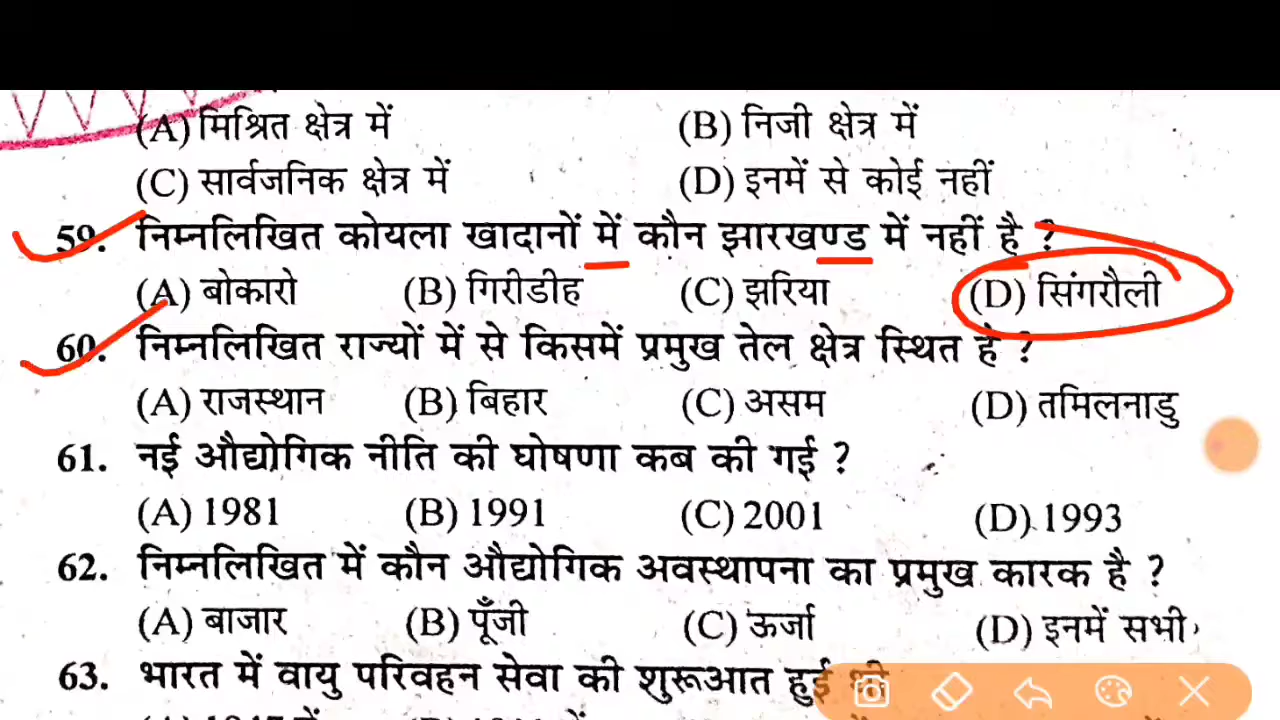 (A) मिश्रित क्षेत्र में (B) निजी क्षेत्र में
(C) सार्वजनिक क्षेत्र में (D) इनमें से कोई नहीं
59. निम्नलिखित कोयला खादानों में कौन झारखण्ड में नहीं है ?
(A) बोकारो (B) गिरीडीह (C) झरिया (D) सिंगरौली
60. निम्नलिखित राज्यों में से किसमें प्रमुख तेल क्षेत्र स्थित है ?
(A) राजस्थान (B) बिहार (C) असम (D) तमिलनाडु
61. नई औद्योगिक नीति की घोषणा कब की गई ?
(A) 1981 (B) 1991 (C) 2001 (D) 1993
62. निम्नलिखित में कौन औद्योगिक अवस्थापना का प्रमुख कारक है ?
(A) बाजार (B) पूँजी (C) ऊर्जा (D) इनमें सभी
63. भारत में वायु परिवहन सेवा की शुरूआत हुई